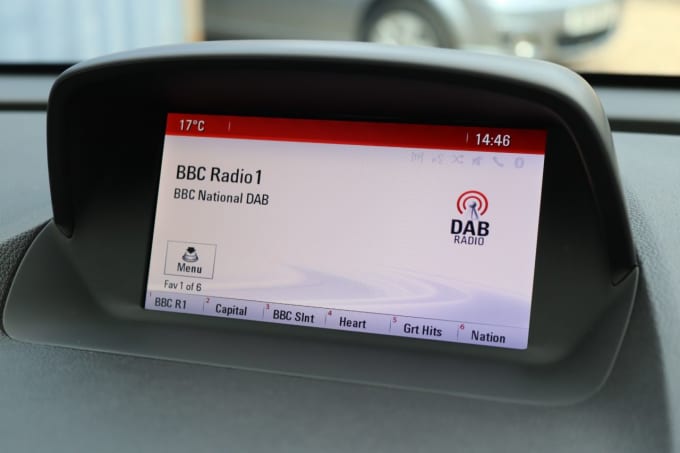 17°C 14:46
BBC Radio1
BBC National DAB
DAB
RADIO
Menu
Fav 1 of 6
1 BBC R1 2 Capital 3 BBC Slnt 4 Heart 5 Grt Hits 6 Nation